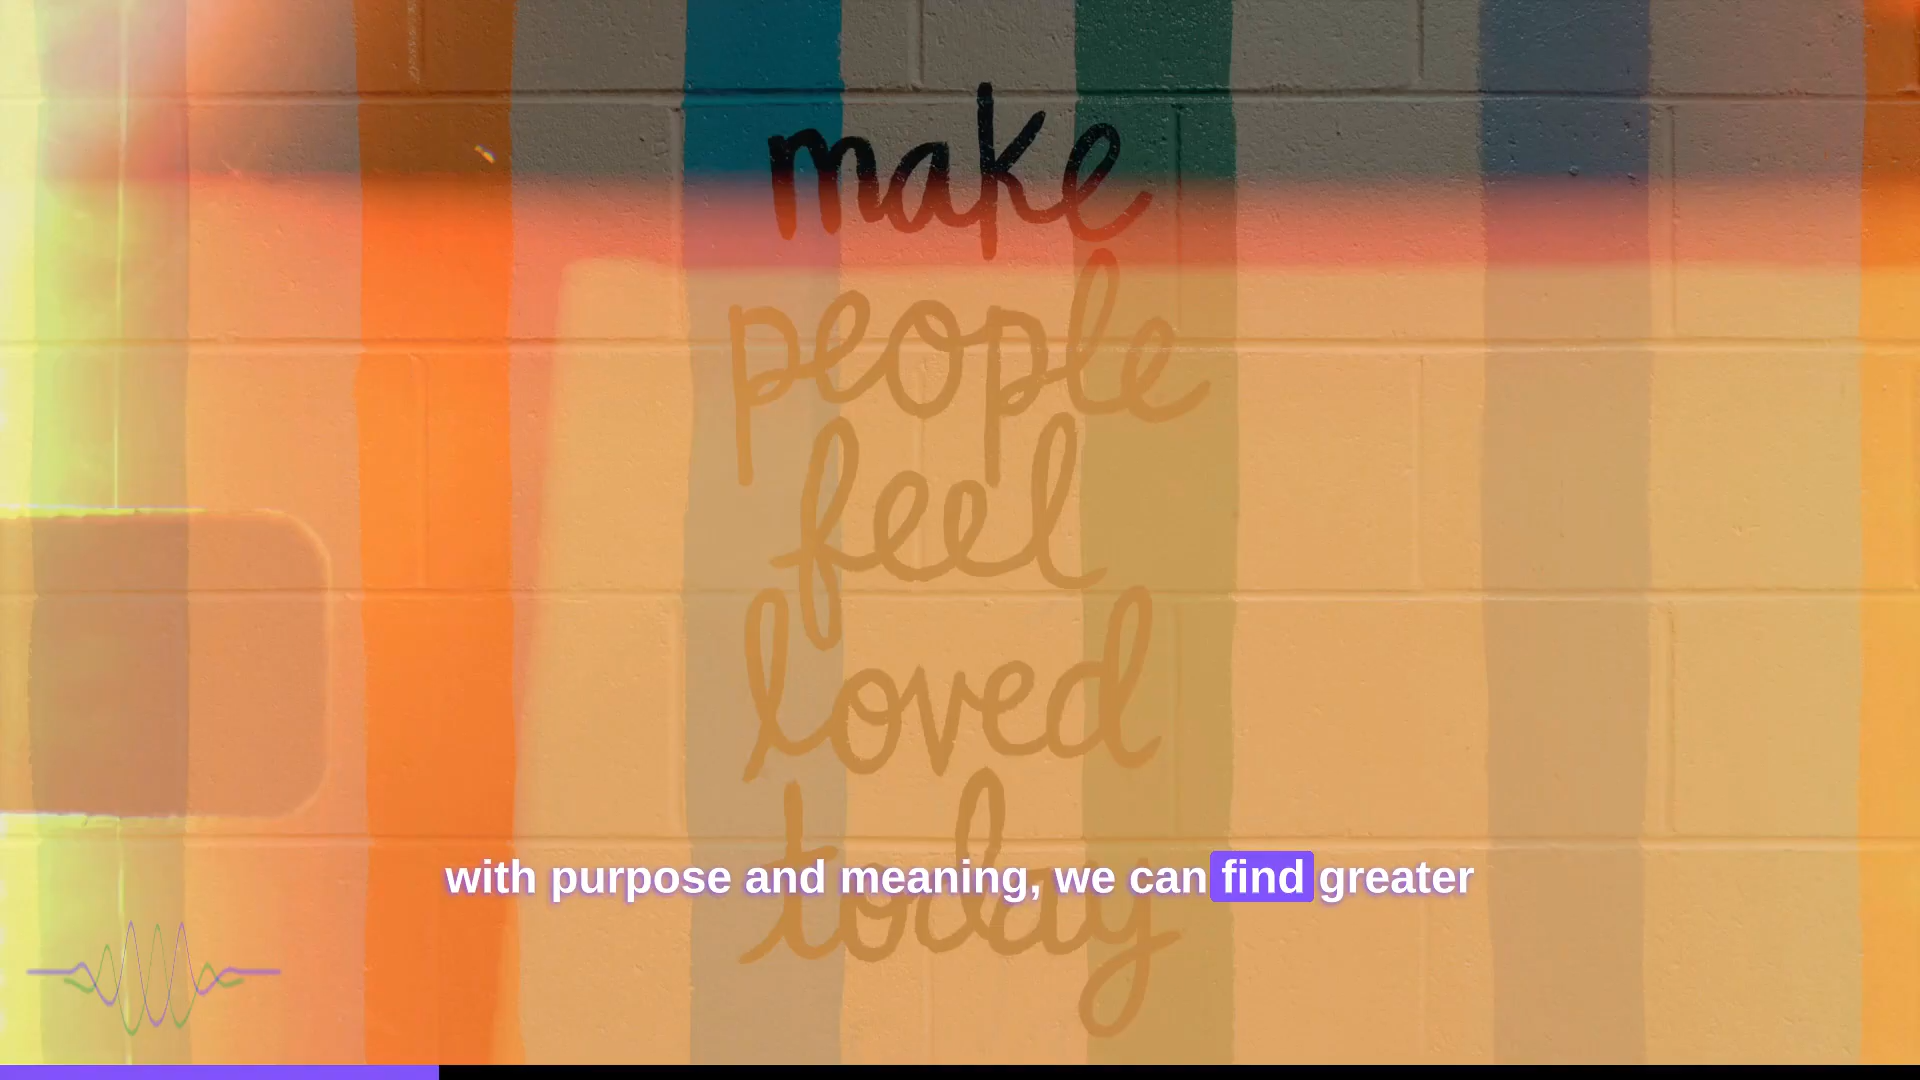 make
people
feel
loved
today
with purpose and meaning, we can find greater